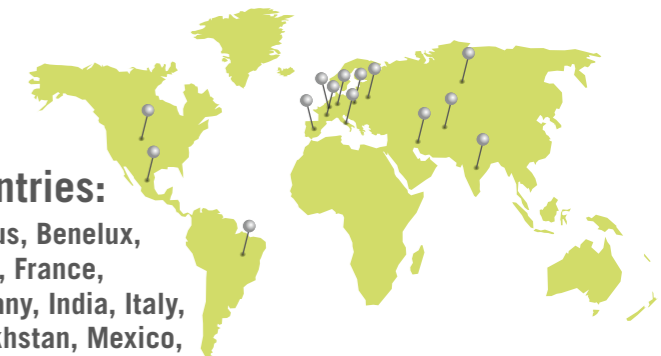 ntries:
us, Benelux,
, France,
any, India, Italy,
khstan, Mexico,